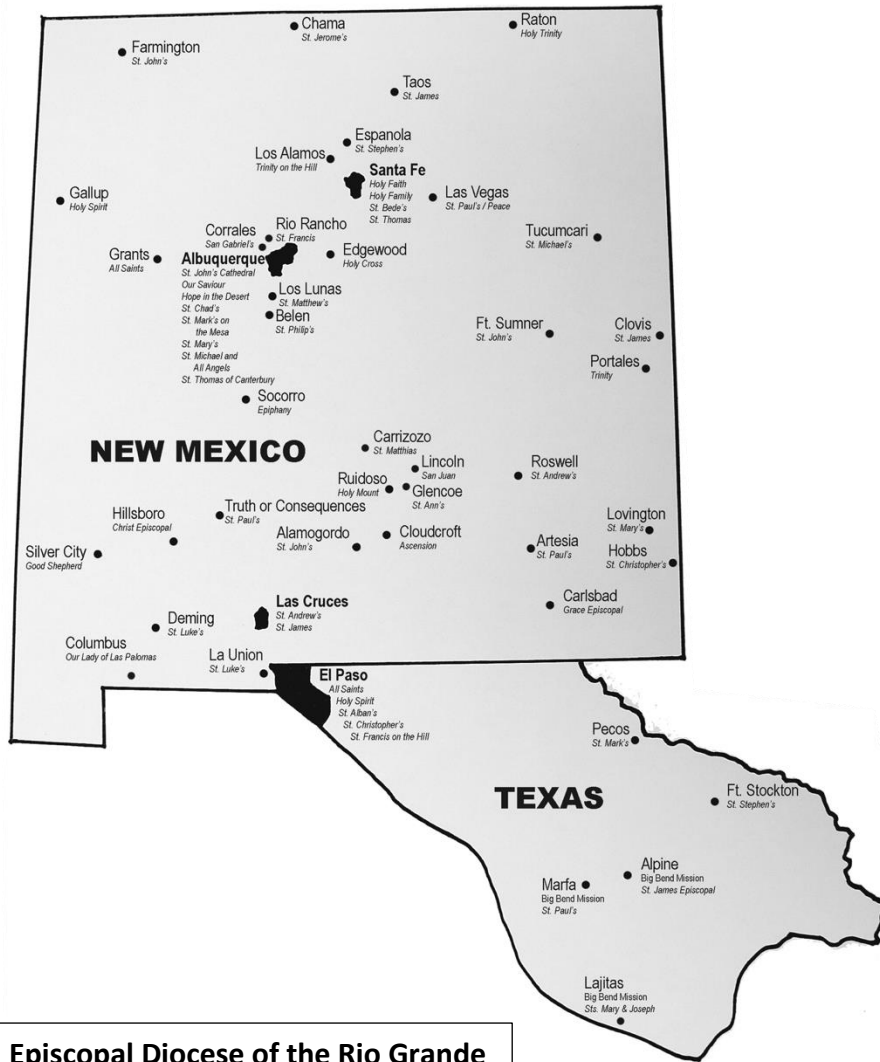 Chama
St. Jerome's
Raton
Holy Trinity
Farmington
St. John's
Taos
St. James
Espanola
St. Stephen's
Los Alamos
Trinity on the Hill
Santa Fe
Holy Faith
Holy Family
St. Bede's
St. Thomas
Las Vegas
St. Paul's / Peace
Gallup
Holy Spirit
Tucumcari
St. Michael's
Rio Rancho
St. Francis
Corrales
San Gabriel's
Edgewood
Holy Cross
Grants
All Saints
Albuquerque
St. John's Cathedral
Our Saviour
Hope in the Desert
St. Chad's
St. Mark's on
the Mesa
St. Mary's
St. Michael and
All Angels
St. Thomas of Canterbury
Los Lunas
St. Matthew's
Belen
St. Philip's
Ft. Sumner
St. John's
Clovis
St. James
Portales
Trinity
Socorro
Epiphany
NEW MEXICO
Carrizozo
St. Matthias
Lincoln
San Juan
Ruidoso
Holy Mount
Glencoe
St. Ann's
Roswell
St. Andrew's
Truth or Consequences
St. Paul's
Hillsboro
Christ Episcopal
Lovington
St. Mary's
Alamogordo
St. John's
Cloudcroft
Ascension
Artesia
St. Paul's
Silver City
Good Shepherd
Hobbs
St. Christopher's
Carlsbad
Grace Episcopal
Las Cruces
St. Andrew's
St. James
Deming
St. Luke's
Columbus
Our Lady of Las Palomas
La Union
St. Luke's
El Paso
All Saints
Holy Spirit
St. Alban's
St. Christopher's
St. Francis on the Hill
Pecos
St. Mark's
TEXAS
Ft. Stockton
St. Stephen's
Alpine
Big Bend Mission
St. James Episcopal
Marfa
Big Bend Mission
St. Paul's
Lajitas
Big Bend Mission
Sts. Mary & Joseph
Episcopal Diocese of the Rio Grande